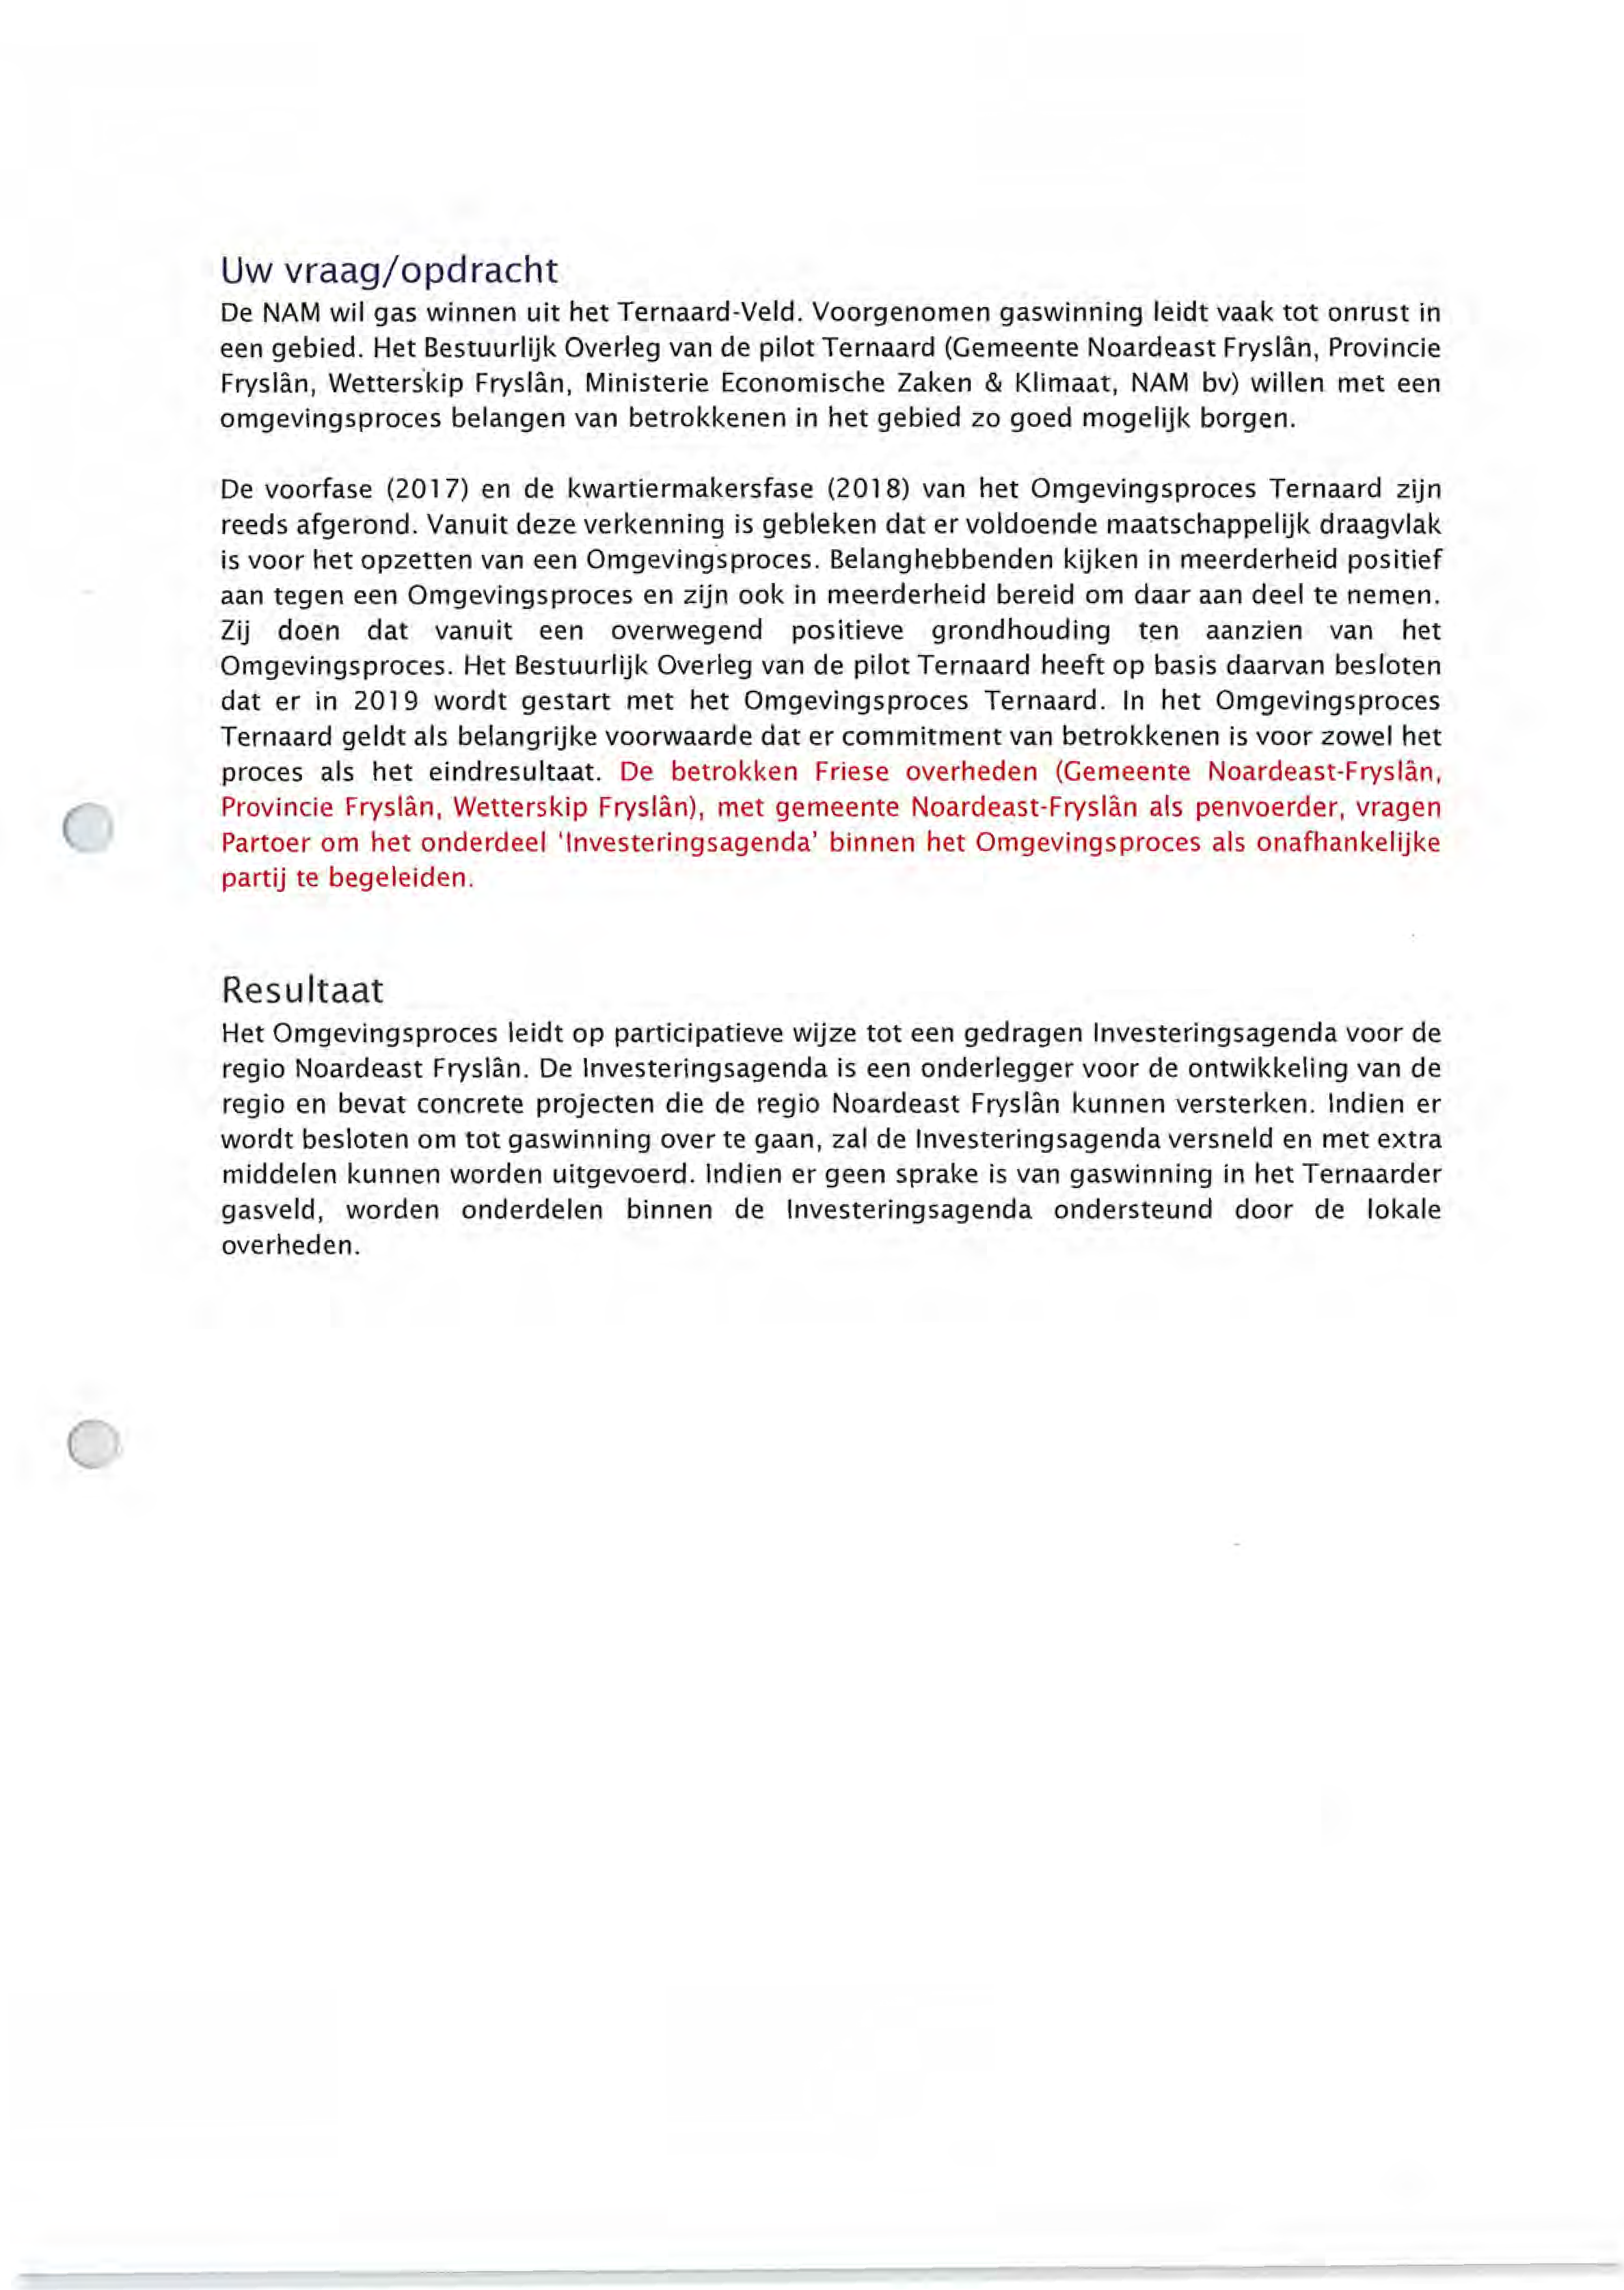 Uw vraag/opdracht
De NAM wil gas winnen uit het Ternaard-Veld. Voorgenomen gaswinning leidt vaak tot onrust in
een gebied. Het Bestuurlijk Overleg van de pilot Ternaard (Gemeente Noardeast Fryslân, Provincie
Fryslân, Wetterskip Fryslân, Ministerie Economische Zaken & Klimaat, NAM bv) willen met een
omgevingsproces belangen van betrokkenen in het gebied zo goed mogelijk borgen.
De voorfase (2017) en de kwartiermakersfase (2018) van het Omgevingsproces Ternaard zijn
reeds afgerond. Vanuit deze verkenning is gebleken dat er voldoende maatschappelijk draagvlak
is voor het opzetten van een Omgevingsproces. Belanghebbenden kijken in meerderheid positief
aan tegen een Omgevingsproces en zijn ook in meerderheid bereid om daar aan deel te nemen.
Zij doen dat vanuit een overwegend positieve grondhouding ten aanzien van het
Omgevingsproces. Het Bestuurlijk Overleg van de pilot Ternaard heeft op basis daarvan besloten
dat er in 2019 wordt gestart met het Omgevingsproces Ternaard. In het Omgevingsproces
Ternaard geldt als belangrijke voorwaarde dat er commitment van betrokkenen is voor zowel het
proces als het eindresultaat. De betrokken Friese overheden (Gemeente Noardeast-Fryslân,
Provincie Fryslân, Wetterskip Fryslân), met gemeente Noardeast-Fryslân als penvoerder, vragen
Partoer om het onderdeel 'Investeringsagenda' binnen het Omgevingsproces als onafhankelijke
partij te begeleiden.
Resultaat
Het Omgevingsproces leidt op participatieve wijze tot een gedragen Investeringsagenda voor de
regio Noardeast Fryslân. De Investeringsagenda is een onderlegger voor de ontwikkeling van de
regio en bevat concrete projecten die de regio Noardeast Fryslân kunnen versterken. Indien er
wordt besloten om tot gaswinning over te gaan, zal de Investeringsagenda versneld en met extra
middelen kunnen worden uitgevoerd. Indien er geen sprake is van gaswinning in het Ternaarder
gasveld, worden onderdelen binnen de Investeringsagenda ondersteund door de lokale
overheden.